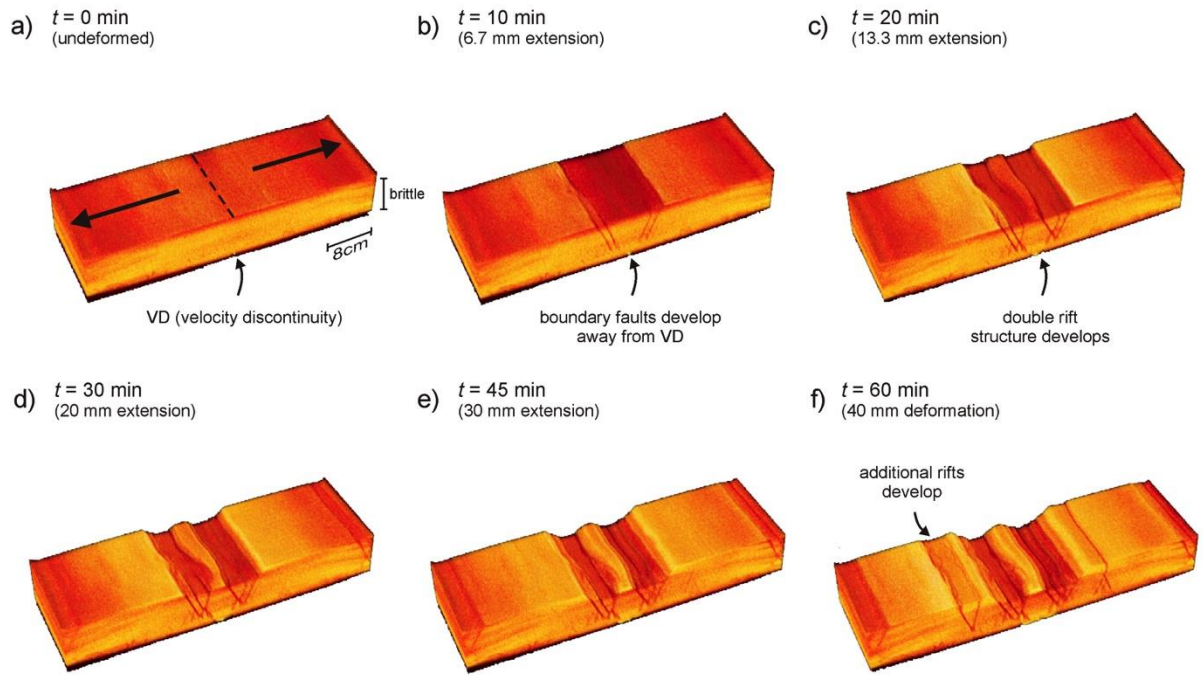 a) t = 0 min
(undeformed)
b) t = 10 min
(6.7 mm extension)
c) t = 20 min
(13.3 mm extension)
brittle
8cm
VD (velocity discontinuity)
boundary faults develop
away from VD
double rift
structure develops
d) t = 30 min
(20 mm extension)
e) t = 45 min
(30 mm extension)
f) t = 60 min
(40 mm deformation)
additional rifts
develop